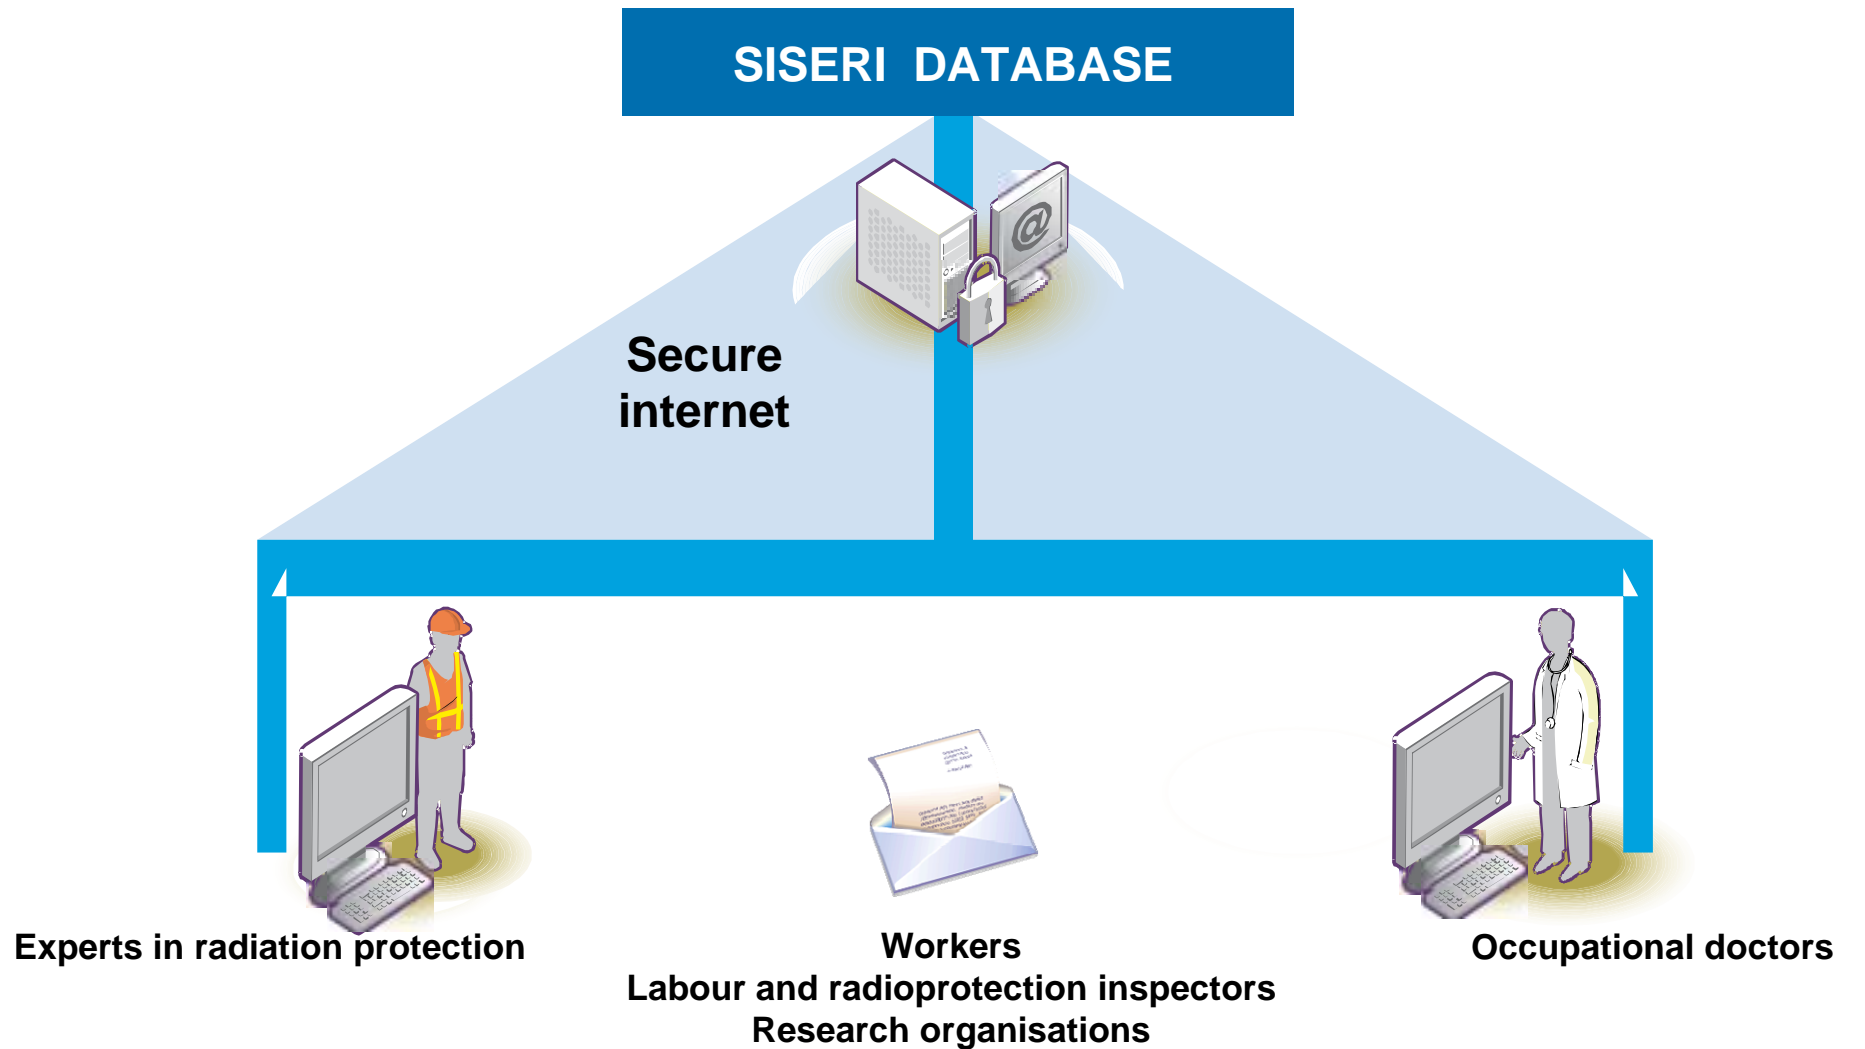 SISERI DATABASE
@
Secure
internet
Experts in radiation protection
Workers
Labour and radioprotection inspectors
Research organisations
Occupational doctors